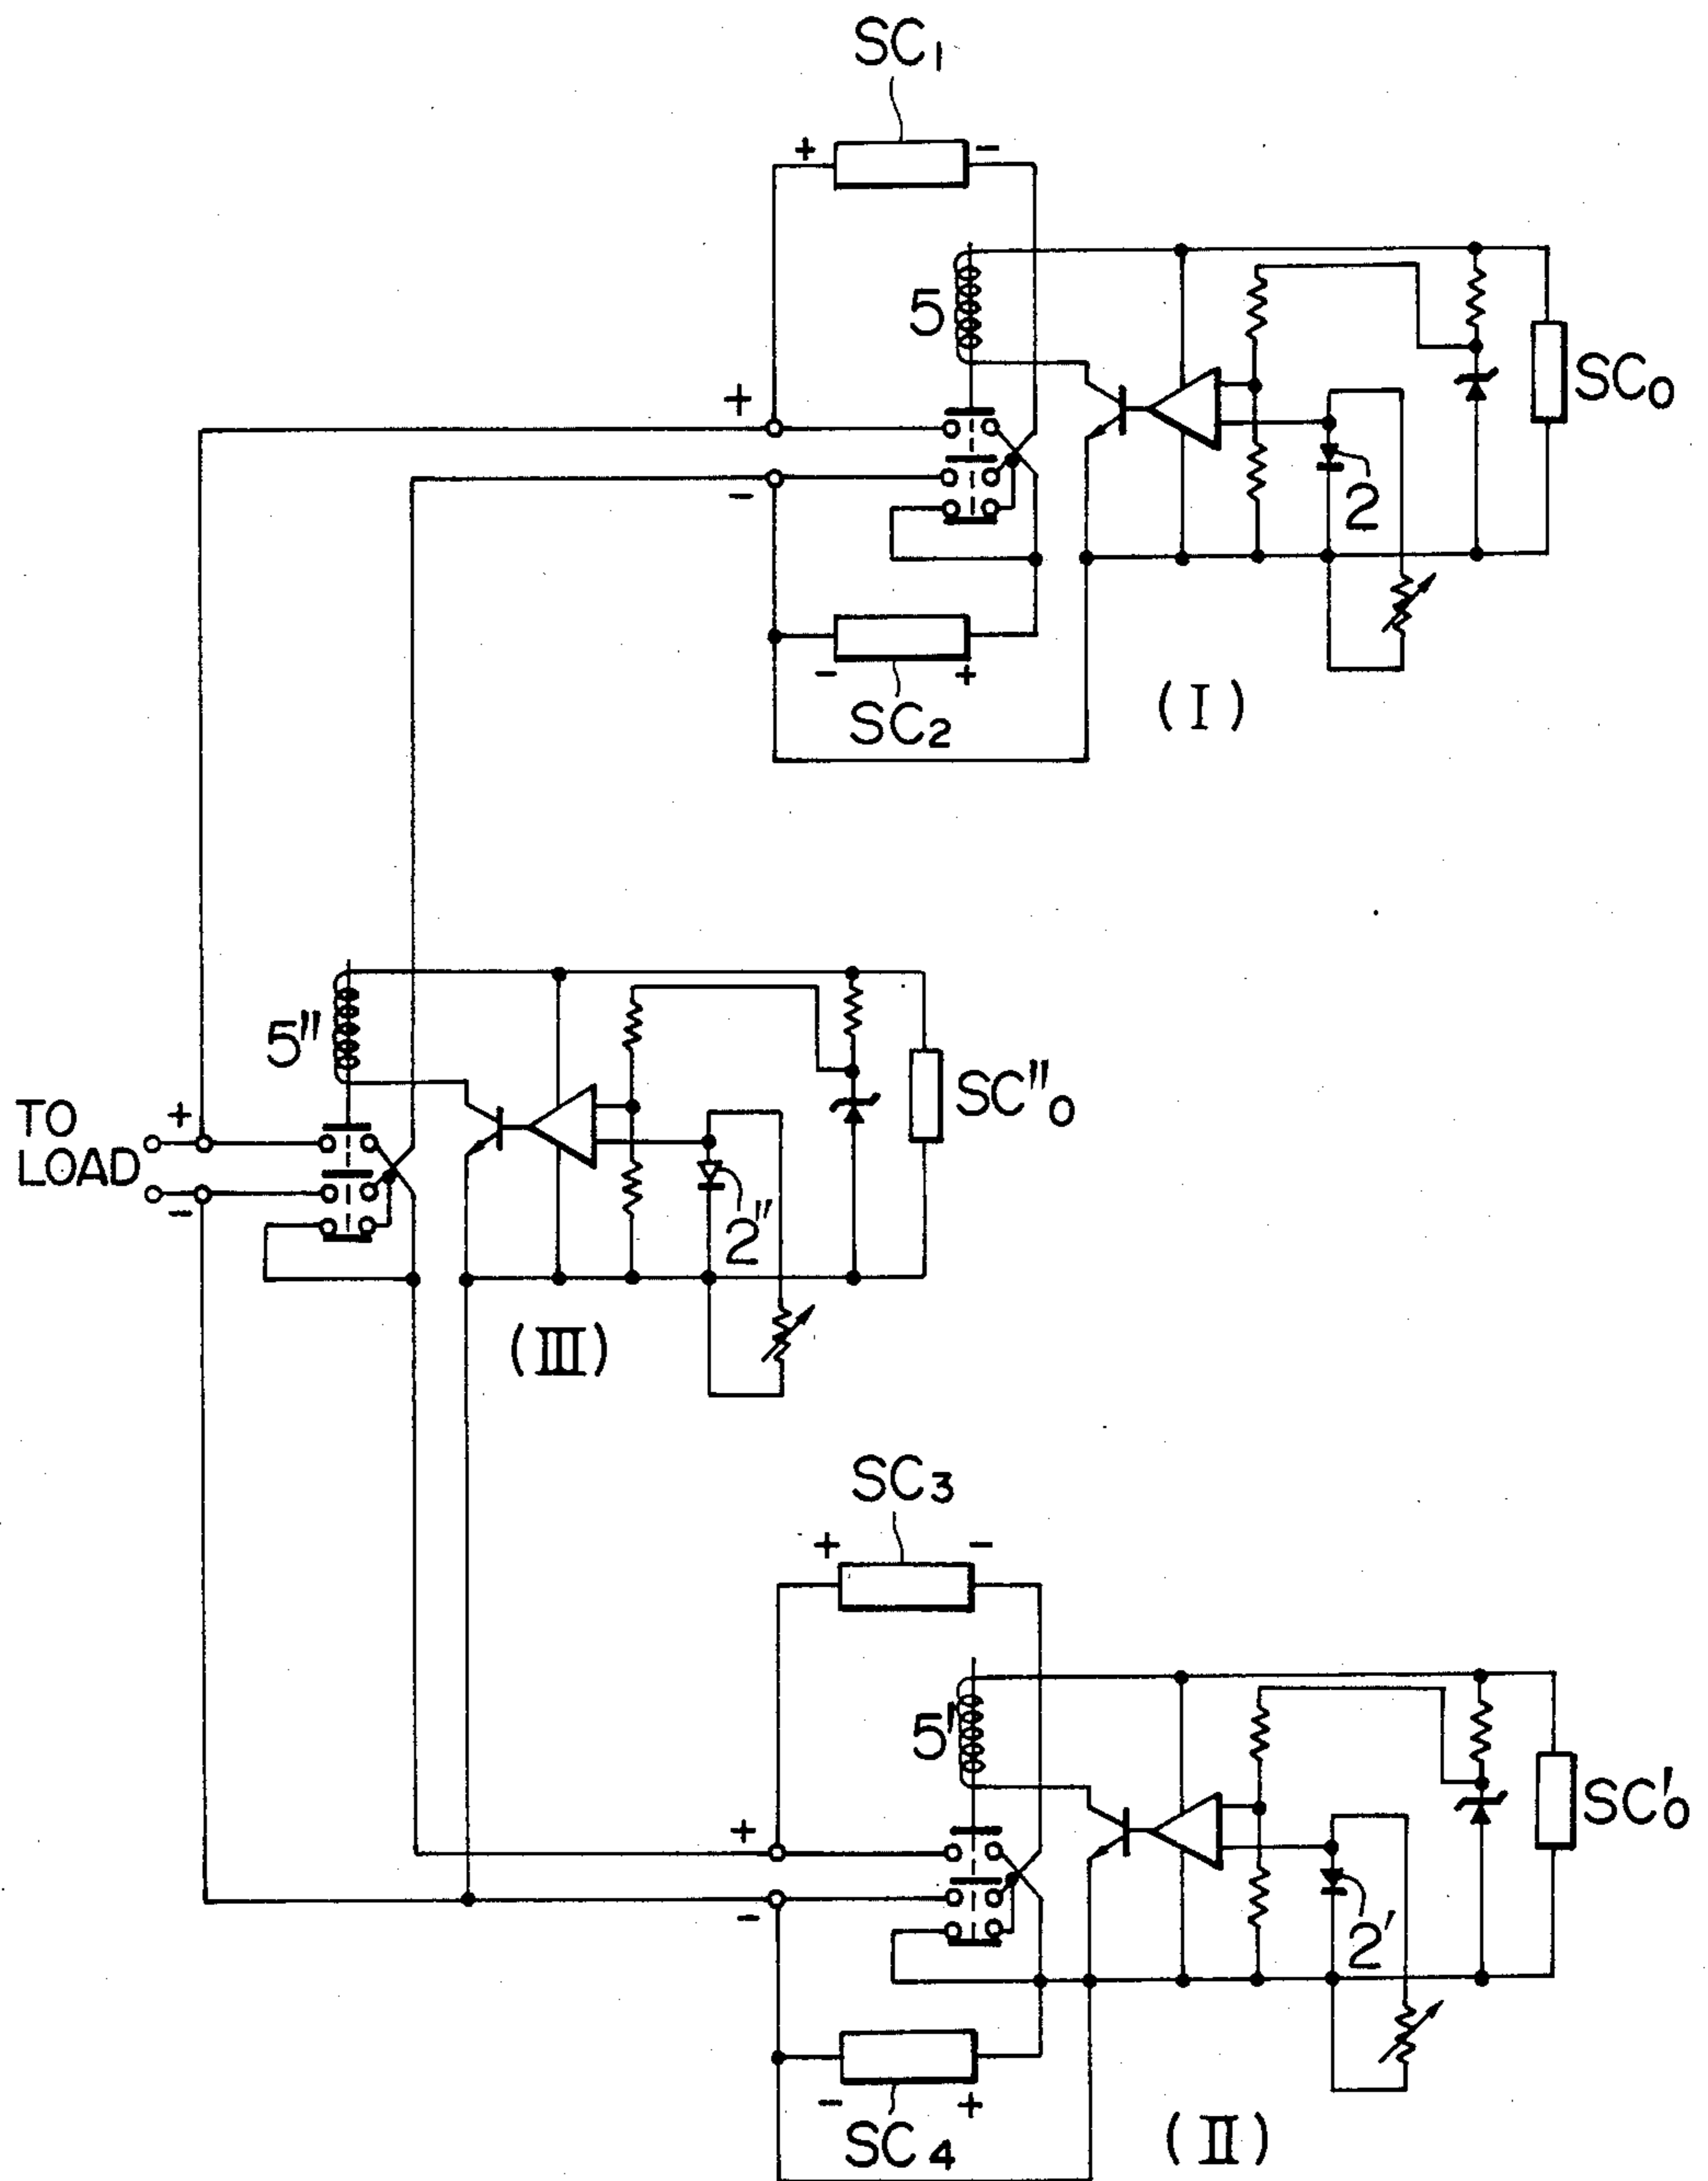 SC1
+ -
5
SC0
+
-
2
- +
SC2
(I)
5"
SC"0
TO
LOAD
+
-
2"
(III)
SC3
+ -
5'
SC'0
+
-
2'
- +
SC4
(II)